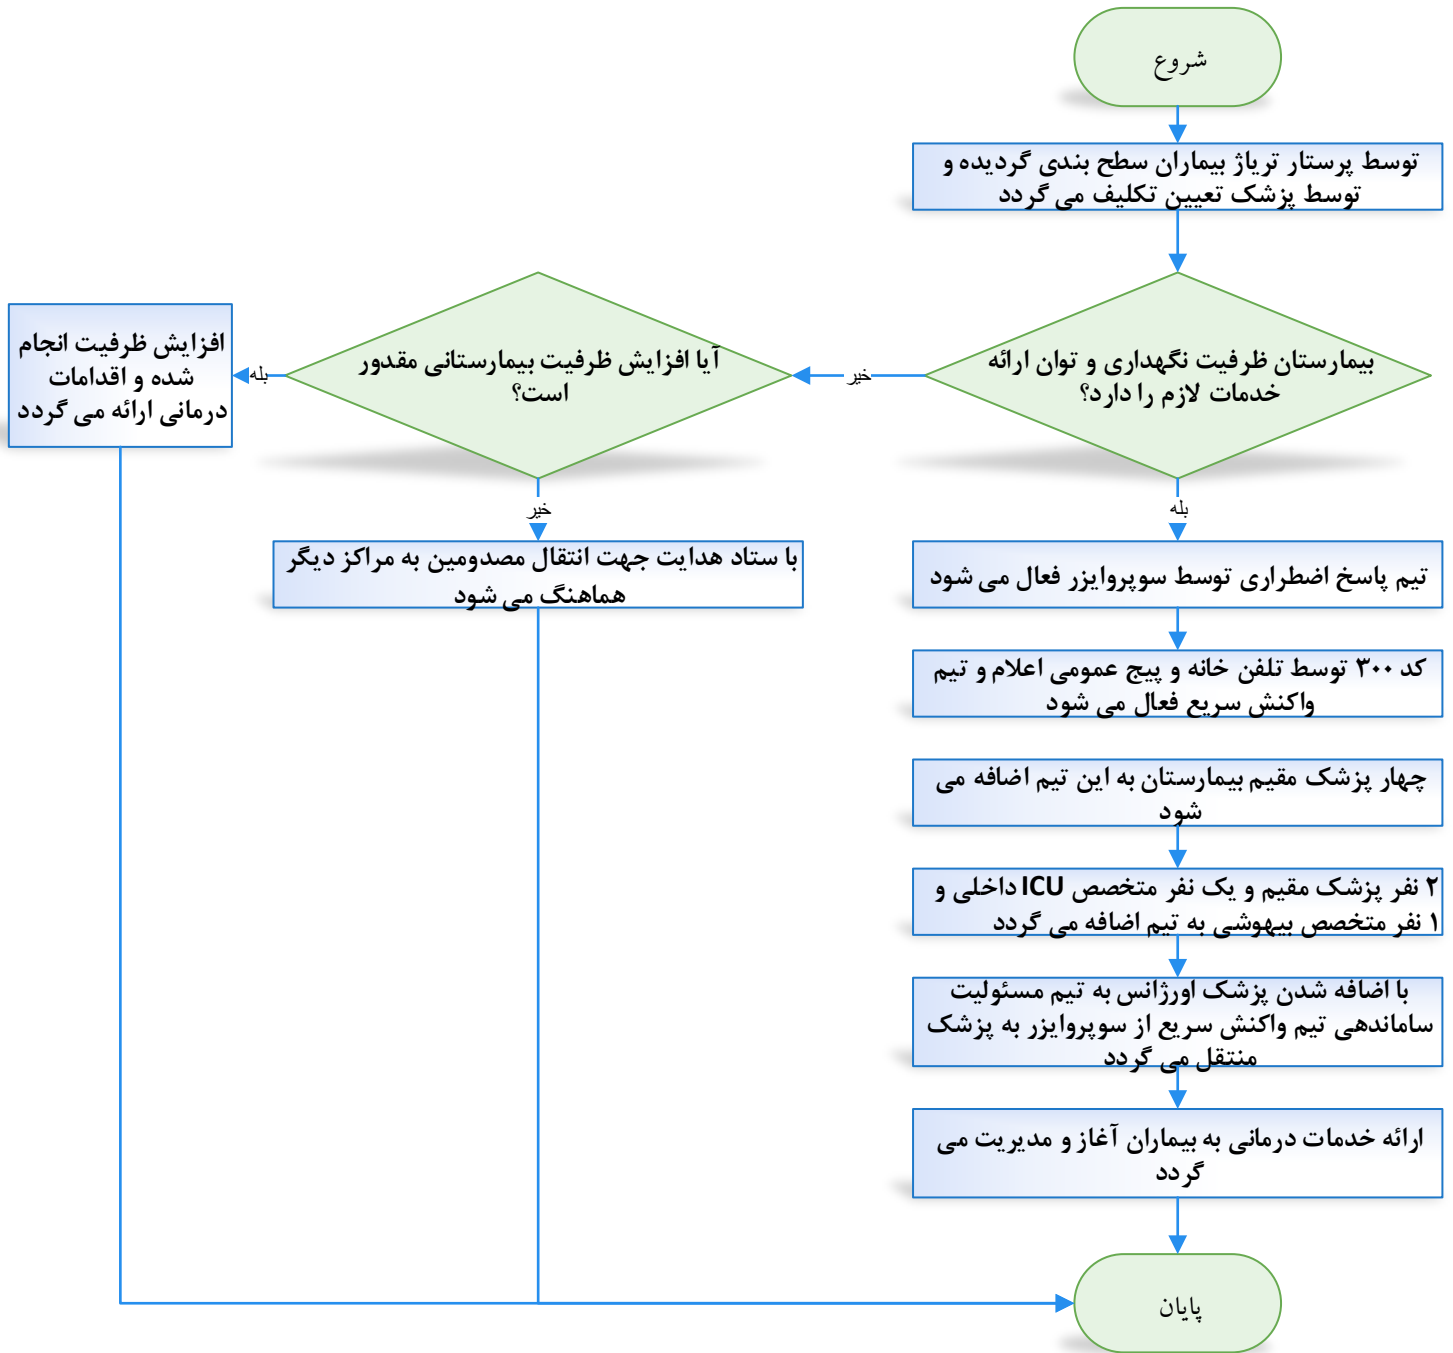 شروع
توسط پرستار تریاژ بیماران سطح بندی گردیده و
توسط پزشک تعیین تکلیف می گردد
بیمارستان ظرفیت نگهداری و توان ارائه
خدمات لازم را دارد؟
خیر
آیا افزایش ظرفیت بیمارستانی مقدور
است؟
بله
افزایش ظرفیت انجام
شده و اقدامات
درمانی ارائه می گردد
خیر
با ستاد هدایت جهت انتقال مصدومین به مراکز دیگر
هماهنگ می شود
بله
تیم پاسخ اضطراری توسط سوپروایزر فعال می شود
کد ۳۰۰ توسط تلفن خانه و پیج عمومی اعلام و تیم
واکنش سریع فعال می شود
چهار پزشک مقیم بیمارستان به این تیم اضافه می
شود
۲ نفر پزشک مقیم و یک نفر متخصص ICU داخلی و
۱ نفر متخصص بیهوشی به تیم اضافه می گردد
با اضافه شدن پزشک اورژانس به تیم مسئولیت
ساماندهی تیم واکنش سریع از سوپروایزر به پزشک
منتقل می گردد
ارائه خدمات درمانی به بیماران آغاز و مدیریت می
گردد
پایان